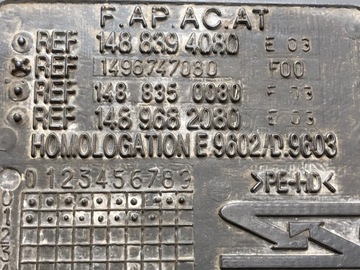 F.AP.AC.AT
REF 148 839 4080 E 03
REF 1496747080 F00
REF 148 835 0080 F 03
REF 148 968 2080 E 03
HOMOLOGATION E.9602/D.9603
0123456789
>PE-HD<